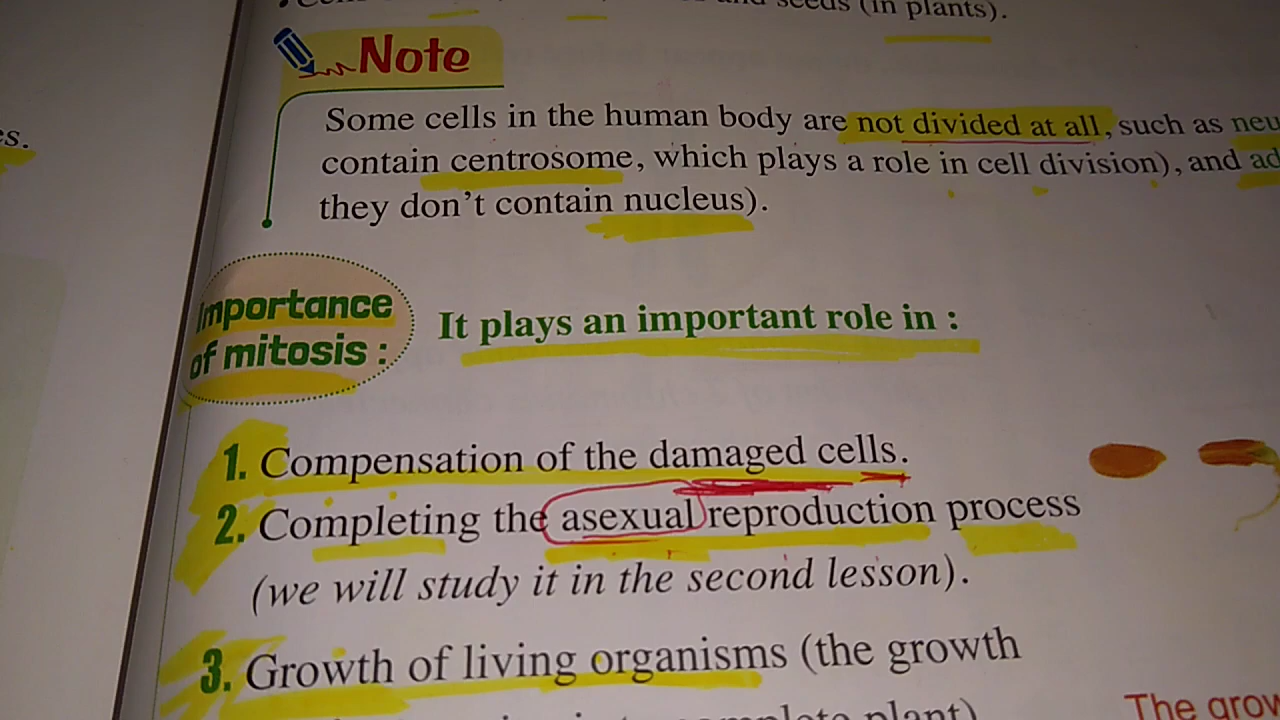 seeds (in plants).
Note
Some cells in the human body are not divided at all, such as neu
es.
contain centrosome, which plays a role in cell division), and ad
they don't contain nucleus).
Importance
of mitosis :
It plays an important role in :
1. Compensation of the damaged cells.
2. Completing the asexual reproduction process
(we will study it in the second lesson).
3. Growth of living organisms (the growth
plant)
The grow